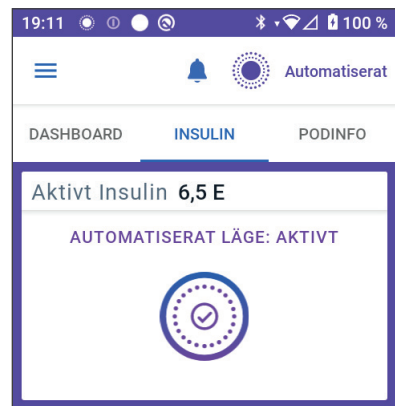 19:11 100 %
Automatiserat
DASHBOARD INSULIN PODINFO
Aktivt Insulin 6,5 E
AUTOMATISERAT LÄGE: AKTIVT